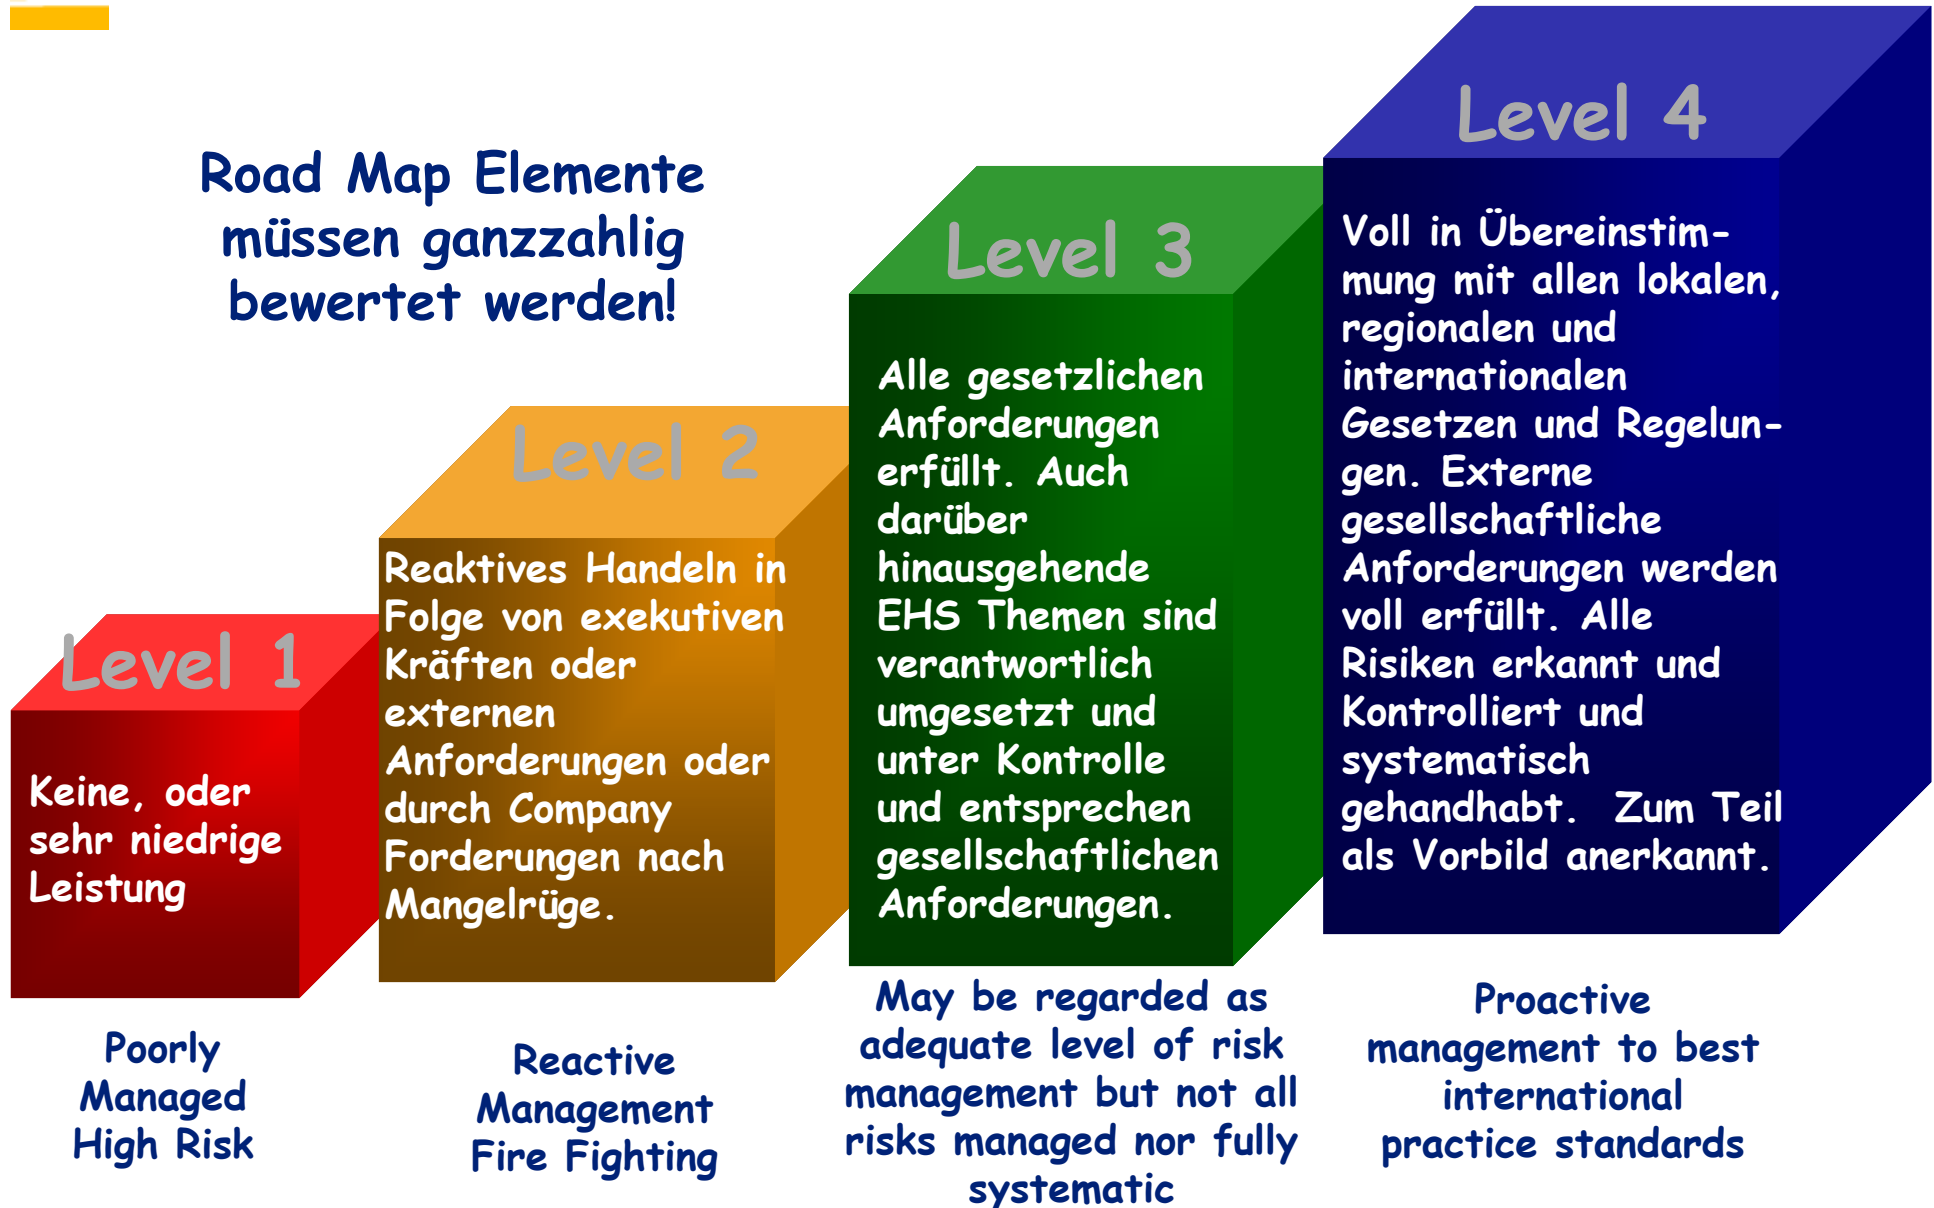 Road Map Elemente
müssen ganzzahlig
bewertet werden!
Level 1
Keine, oder
sehr niedrige
Leistung
Poorly
Managed
High Risk
Level 2
Reaktives Handeln in
Folge von exekutiven
Kräften oder
externen
Anforderungen oder
durch Company
Forderungen nach
Mangelrüge.
Reactive
Management
Fire Fighting
Level 3
Alle gesetzlichen
Anforderungen
erfüllt. Auch
darüber
hinausgehende
EHS Themen sind
verantwortlich
umgesetzt und
unter Kontrolle
und entsprechen
gesellschaftlichen
Anforderungen.
May be regarded as
adequate level of risk
management but not all
risks managed nor fully
systematic
Level 4
Voll in Übereinstim-
mung mit allen lokalen,
regionalen und
internationalen
Gesetzen und Regelun-
gen. Externe
gesellschaftliche
Anforderungen werden
voll erfüllt. Alle
Risiken erkannt und
Kontrolliert und
systematisch
gehandhabt. Zum Teil
als Vorbild anerkannt.
Proactive
management to best
international
practice standards